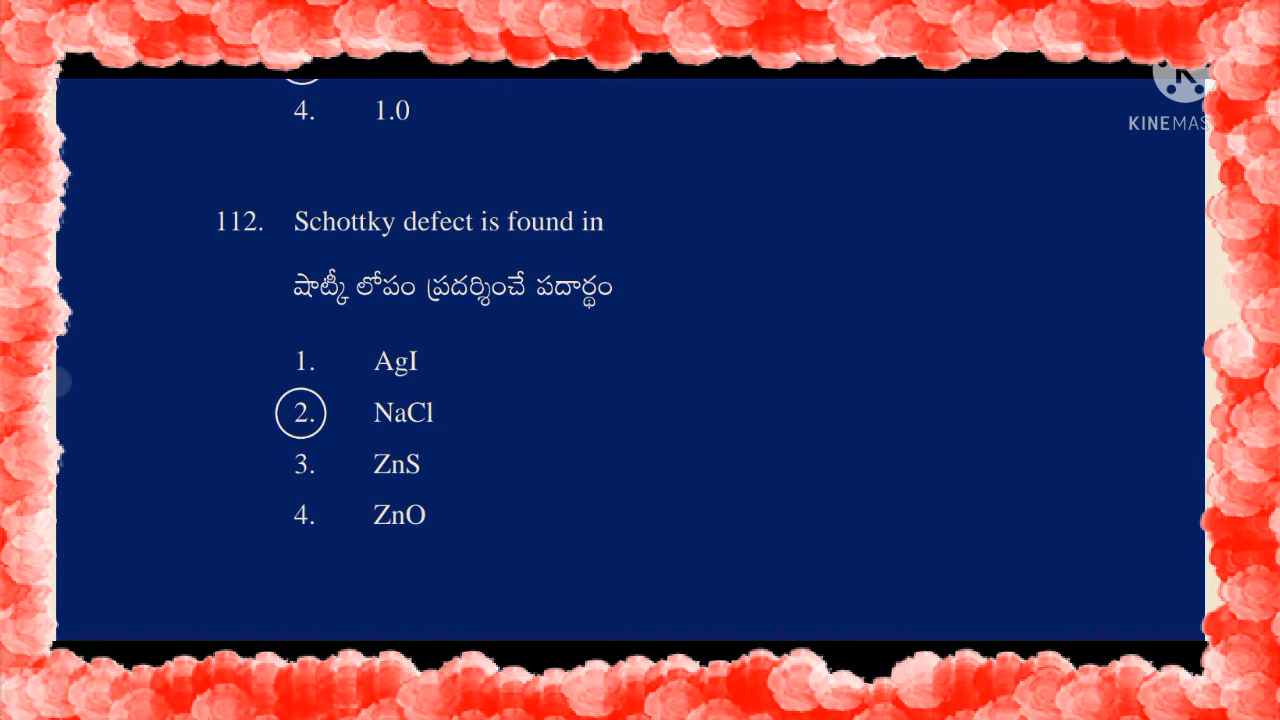 4. 1.0
KINEMAS
112. Schottky defect is found in
షాట్కీ లోపం ప్రదర్శించే పదార్థం
1. AgI
2. NaCl
3. ZnS
4. ZnO